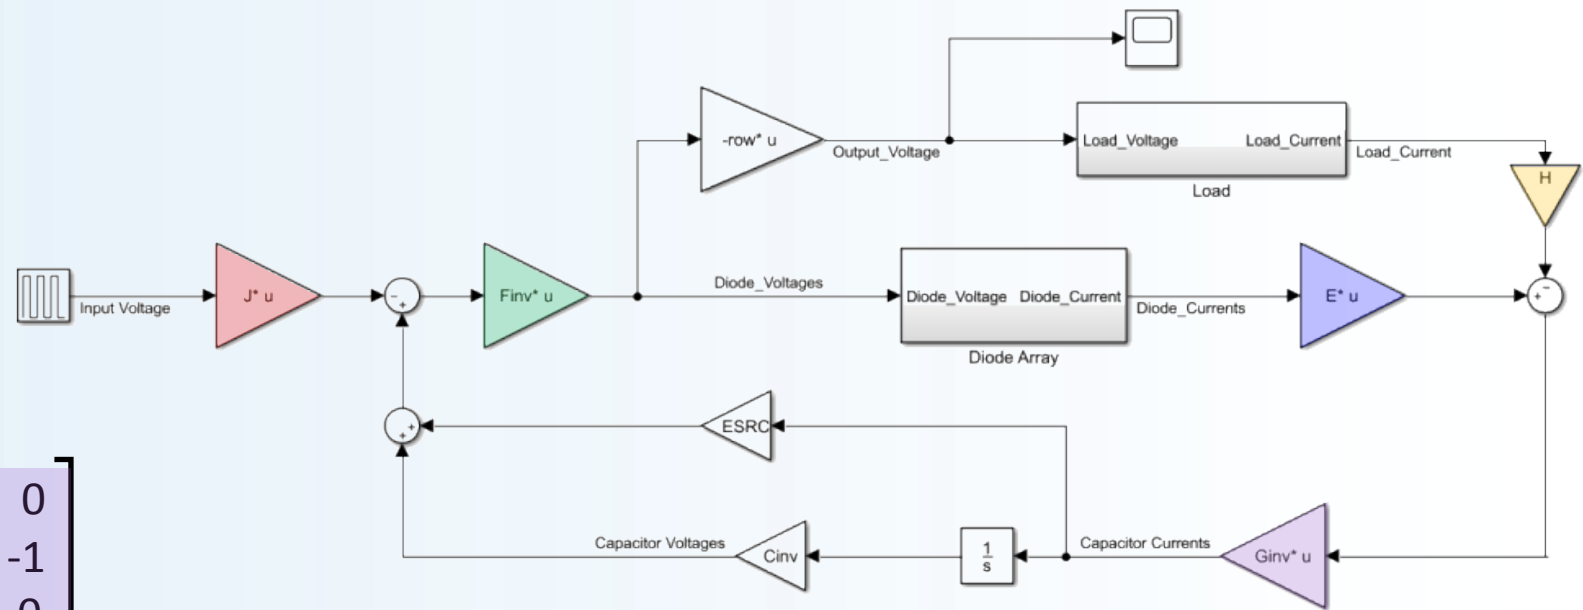 -row* u
Output_Voltage
Load_Voltage
Load_Current
Load_Current
Load
H
Input Voltage
J* u
-
+
Finv* u
Diode_Voltages
Diode_Voltage
Diode_Current
Diode Array
Diode_Currents
E* u
+
-
+
+
ESRC
Capacitor Voltages
Cinv
1
s
Capacitor Currents
Ginv* u
0
-1
0